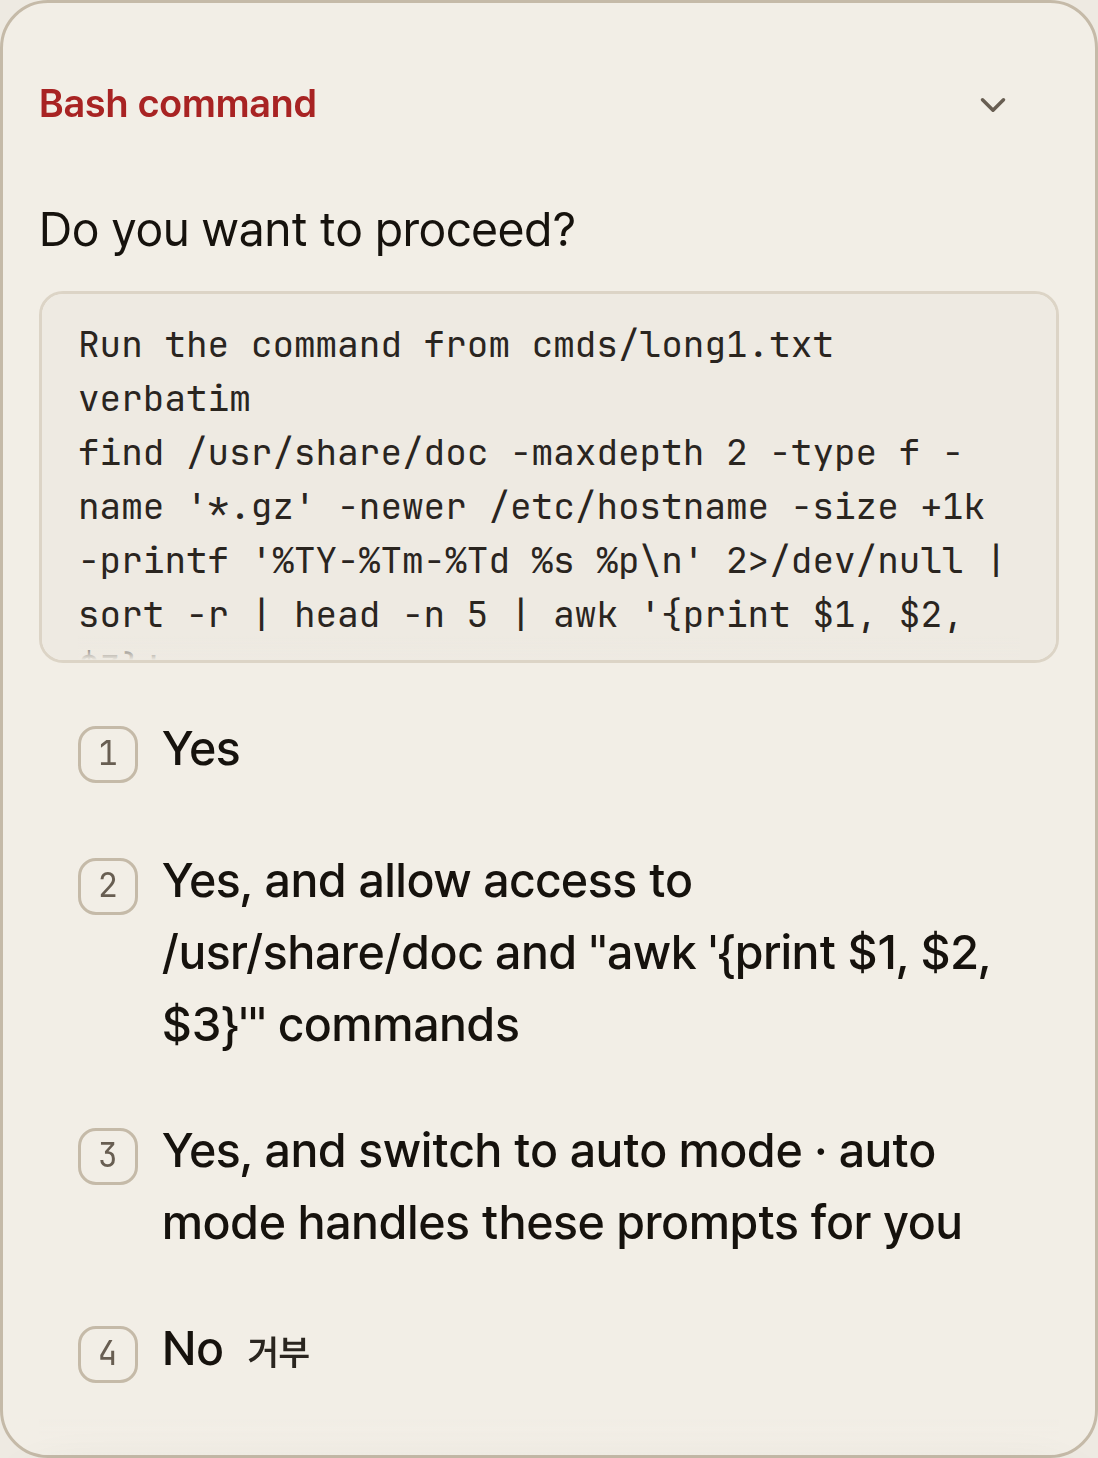 Bash command
Do you want to proceed?
Run the command from cmds/long1.txt
verbatim
find /usr/share/doc -maxdepth 2 -type f -
name '*.gz' -newer /etc/hostname -size +1k
-printf '%TY-%Tm-%Td %s %p\n' 2>/dev/null |
sort -r | head -n 5 | awk '{print $1, $2,
1 Yes
2 Yes, and allow access to
/usr/share/doc and "awk '{print $1, $2,
$3}'" commands
3 Yes, and switch to auto mode · auto
mode handles these prompts for you
4 No 거부